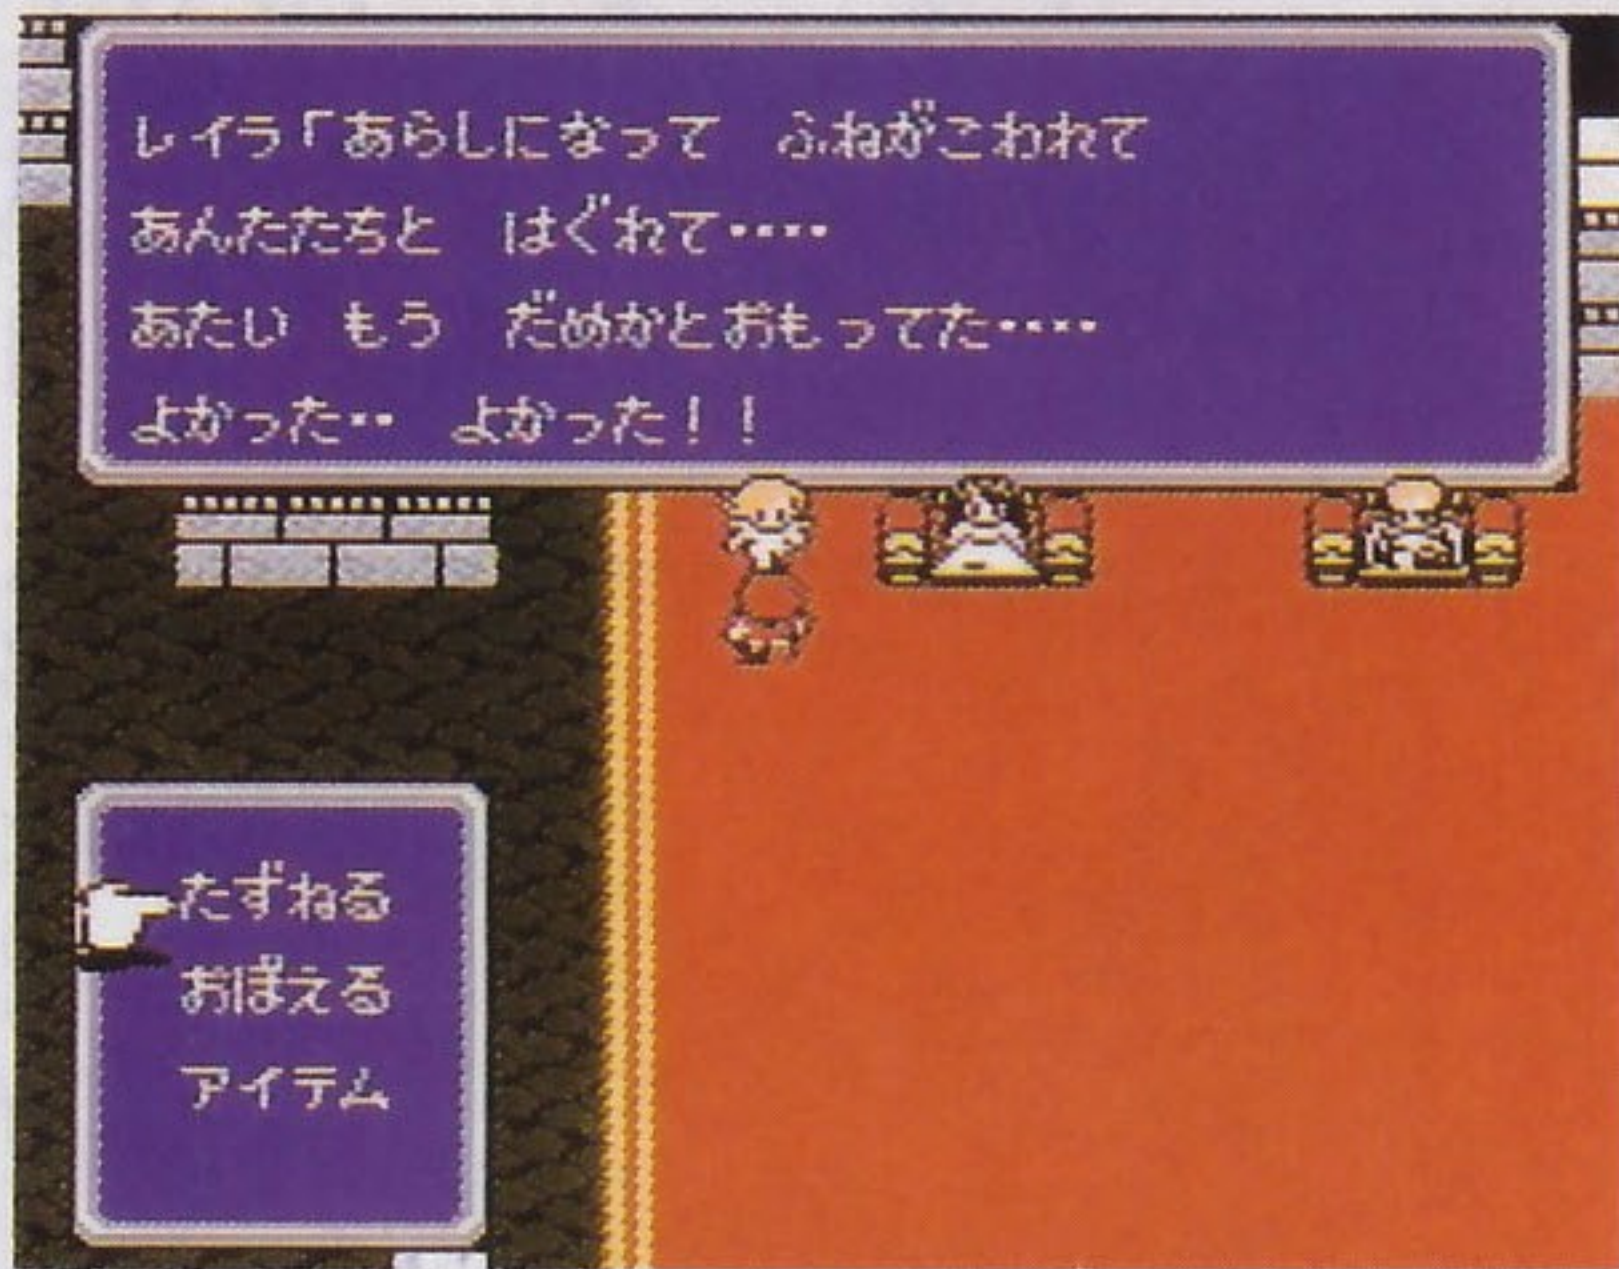 レイラ「あらしになって　ふねがこわれて
あんたたちと　はぐれて‥‥
あたい　もう　だめかとおもってた‥‥
よかった‥　よかった！！
たずねる
おぼえる
アイテム